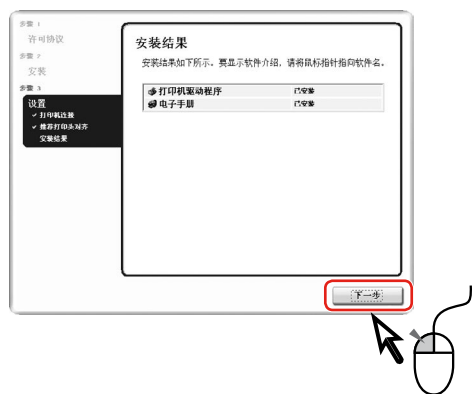 步骤 1
许可协议
步骤 2
安装
步骤 3
设置
✓ 打印机连接
✓ 推荐打印头对齐
安装结果
安装结果
安装结果如下所示。要显示软件介绍，请将鼠标指针指向软件名。
打印机驱动程序 已安装
电子手册 已安装
下一步